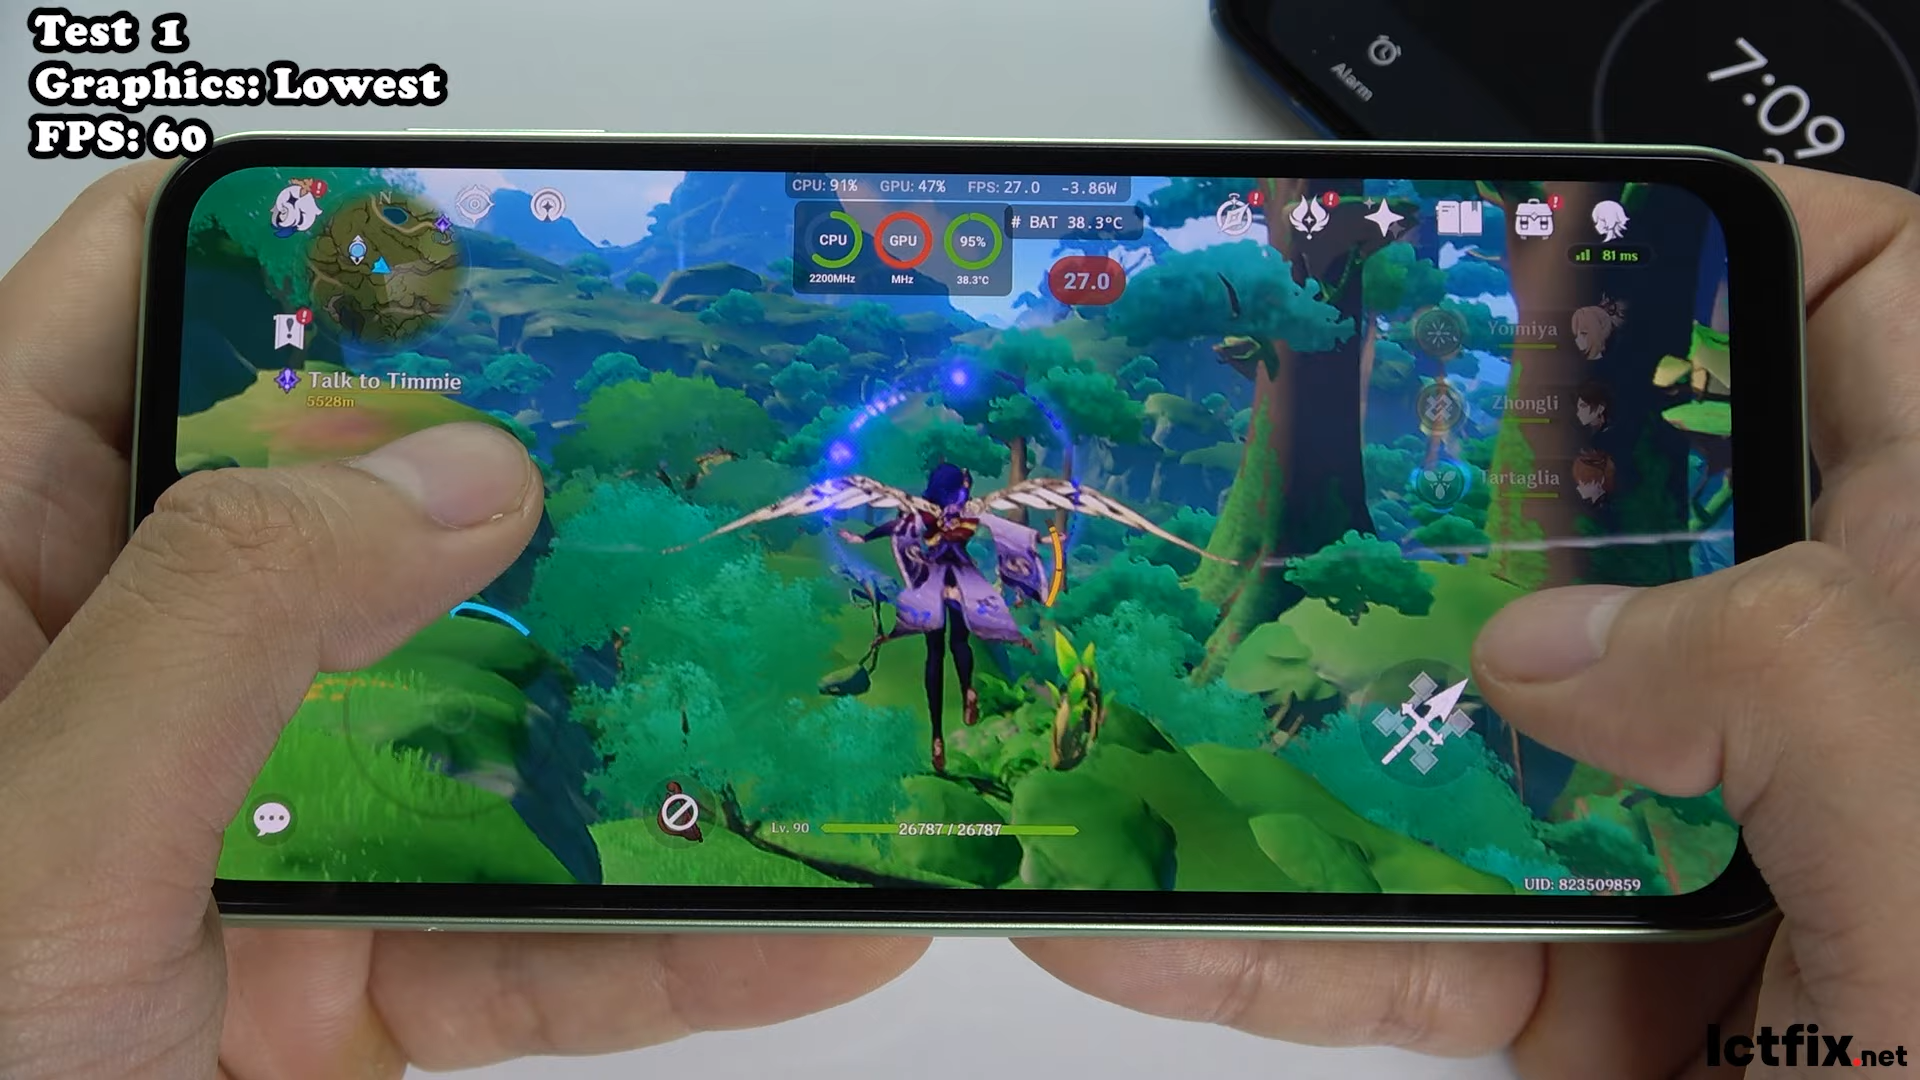 Test 1
Graphics: Lowest
FPS: 60
Alarm
7:09
N
CPU: 91% GPU: 47% FPS: 27.0 -3.86W
CPU GPU 95%
2200MHz MHz 38.3°C
# BAT 38.3°C
27.0
81 ms
Talk to Timmie
5528m
Yoimiya
Zhongli
Tartaglia
Lv. 90 26787 / 26787
UID: 823509859
Ictfix.net